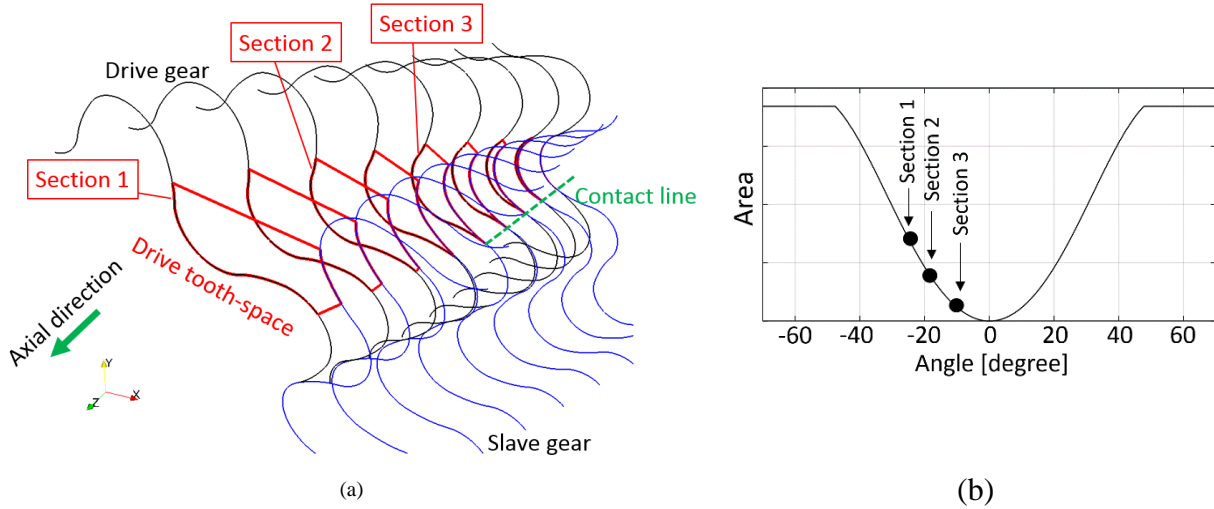 Section 3
Section 2
Drive gear
Section 1
Contact line
Drive tooth-space
Axial direction
Y
X
Z
Slave gear
(a)
Area
Section 1
Section 2
Section 3
-60 -40 -20 0 20 40 60
Angle [degree]
(b)